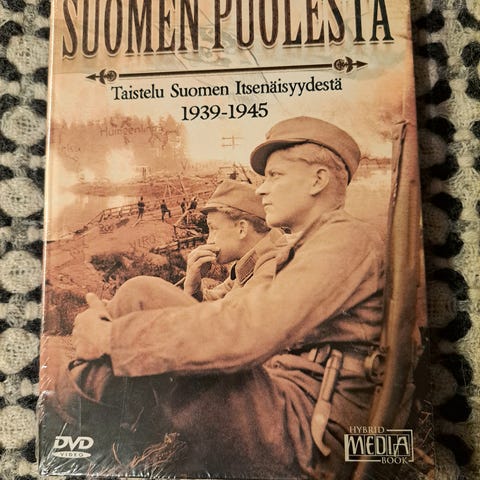 SUOMEN PUOLESTA
Taistelu Suomen Itsenäisyydestä
1939-1945
DVD
VIDEO
HYBRID
MEDIA
BOOK